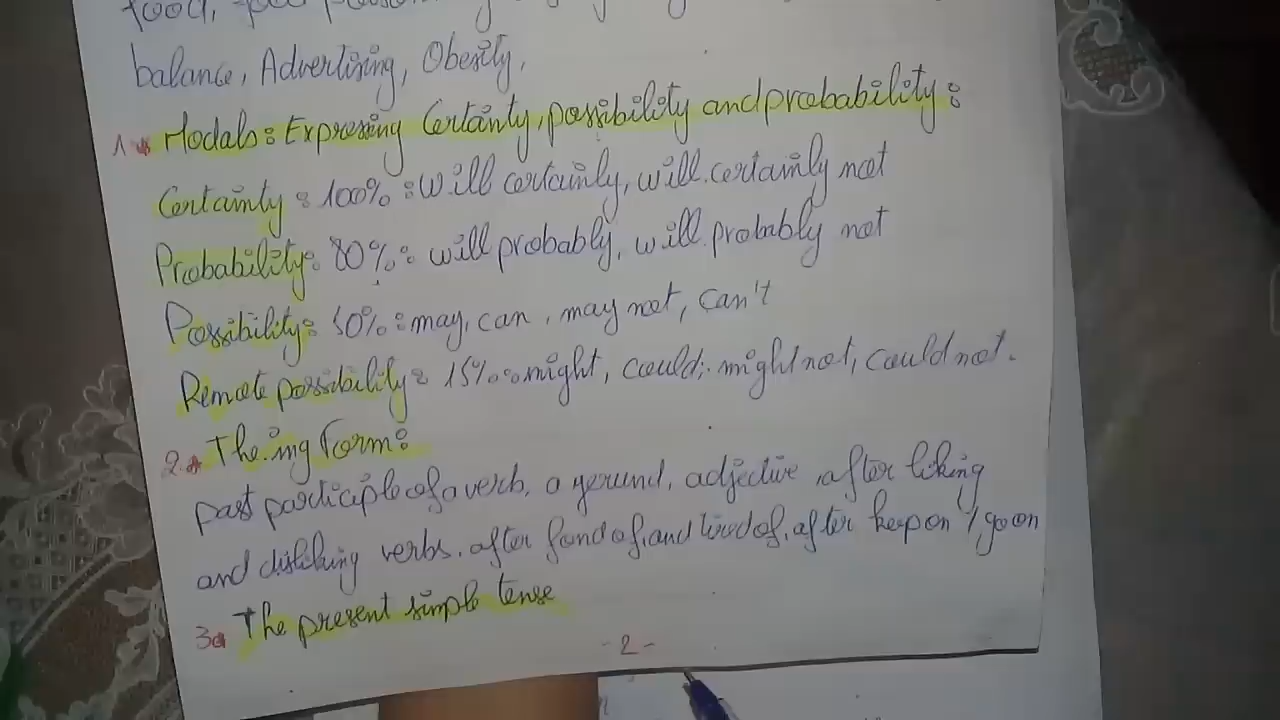 food,
balance, Advertising, Obesity,
1* Modals: Expressing Certainty, possibility and probability:
Certainty: 100%: will certainly, will certainly not
Probability: 80%: will probably, will probably not
Possibility: 50%: may, can, may not, can't
Remote possibility: 15%: might, could, might not, could not.
2.* The.ing Form:
past participle of a verb, a gerund, adjective, after liking
and disliking verbs, after fond of, and tired of, after keep on / go on
3* The present simple tense
-2-